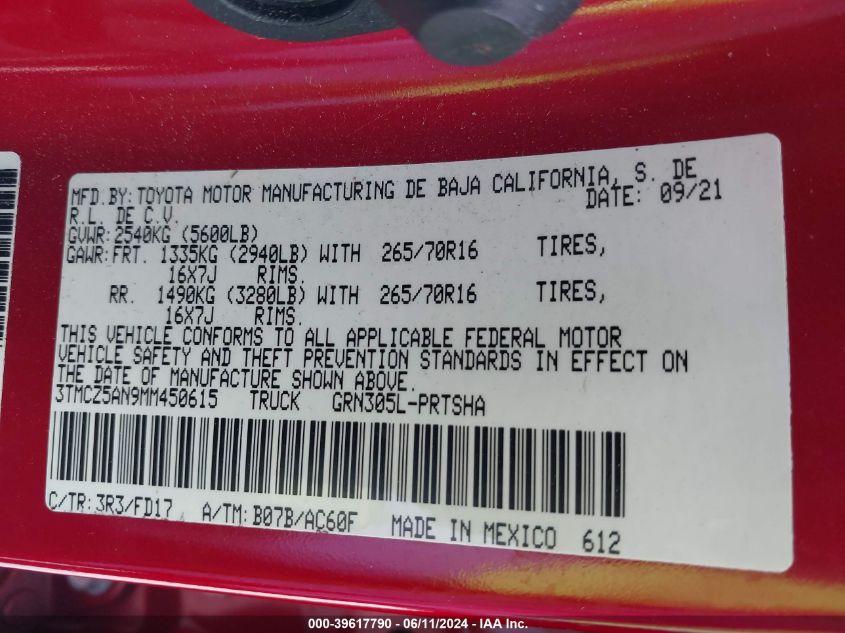 MFD.BY: TOYOTA MOTOR MANUFACTURING DE BAJA CALIFORNIA, S. DE
R.L. DE C.V. DATE: 09/21
GVWR: 2540KG (5600LB)
GAWR: FRT. 1335KG (2940LB) WITH 265/70R16 TIRES,
16X7J RIMS.
RR. 1490KG (3280LB) WITH 265/70R16 TIRES,
16X7J RIMS.
THIS VEHICLE CONFORMS TO ALL APPLICABLE FEDERAL MOTOR
VEHICLE SAFETY AND THEFT PREVENTION STANDARDS IN EFFECT ON
THE DATE OF MANUFACTURE SHOWN ABOVE.
3TMCZ5AN9MM450615 TRUCK GRN305L-PRTSHA
C/TR: 3R3/FD17 A/TM: B07B/AC60F MADE IN MEXICO 612
000-39617790 - 06/11/2024 - IAA Inc.